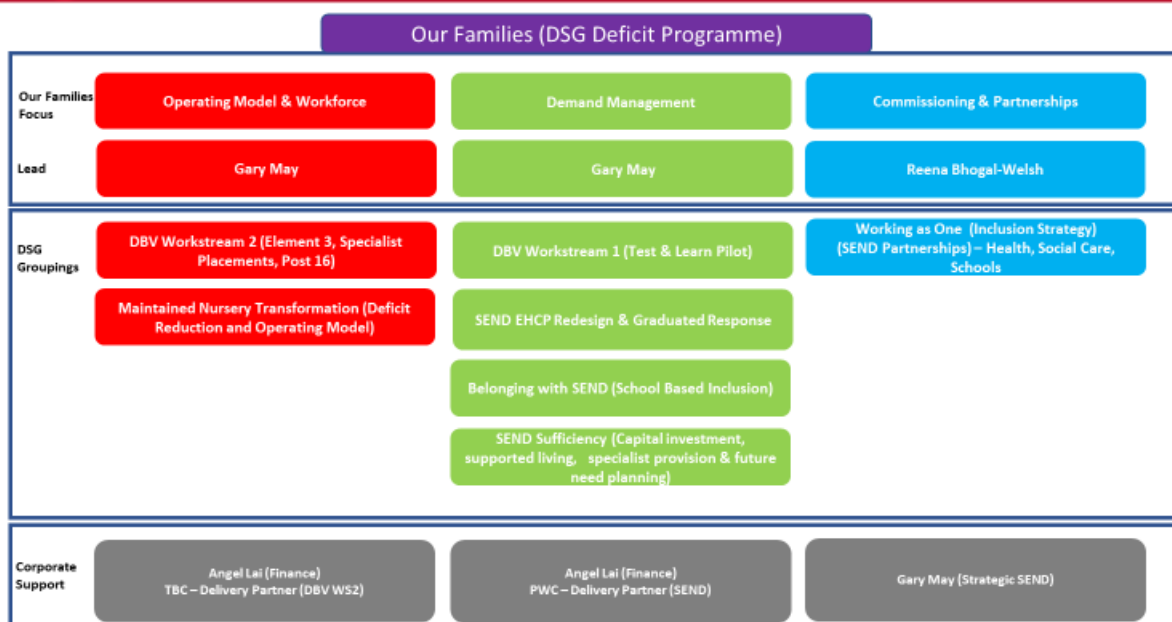 Our Families (DSG Deficit Programme)
Our Families
Focus
Operating Model & Workforce
Demand Management
Commissioning & Partnerships
Lead
Gary May
Gary May
Reena Bhogal-Welsh
DSG
Groupings
DBV Workstream 2 (Element 3, Specialist
Placements, Post 16)
DBV Workstream 1 (Test & Learn Pilot)
Working as One (Inclusion Strategy)
(SEND Partnerships) – Health, Social Care,
Schools
Maintained Nursery Transformation (Deficit
Reduction and Operating Model)
SEND EHCP Redesign & Graduated Response
Belonging with SEND (School Based Inclusion)
SEND Sufficiency (Capital investment,
supported living, specialist provision & future
need planning)
Corporate
Support
Angel Lai (Finance)
TBC – Delivery Partner (DBV WS2)
Angel Lai (Finance)
PWC – Delivery Partner (SEND)
Gary May (Strategic SEND)